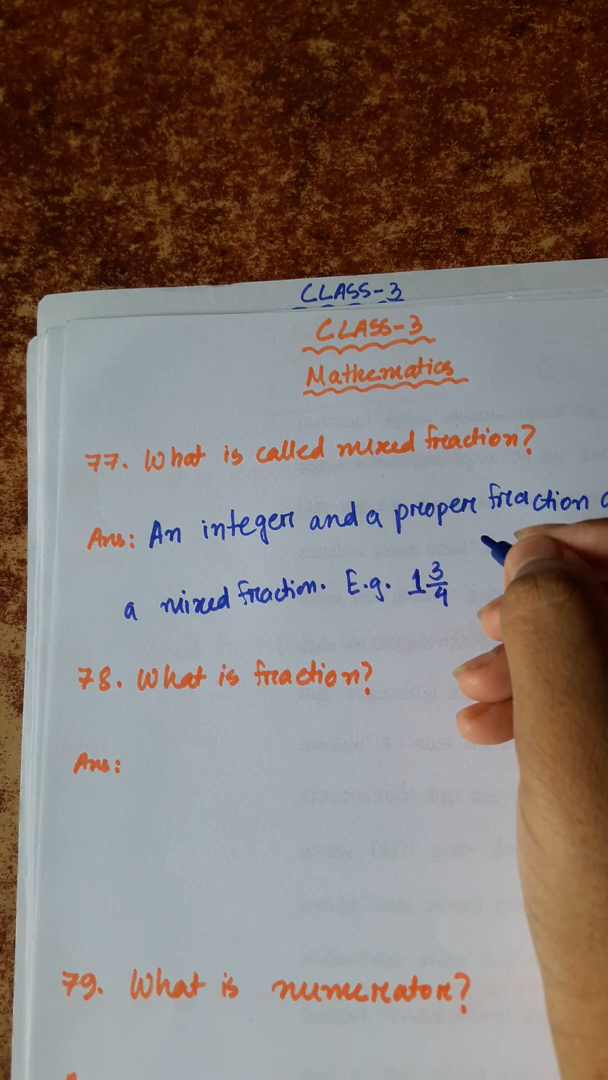 CLASS-3
CLASS-3
Mathematics
77. What is called mixed fraction?
Ans: An integer and a proper fraction
a mixed fraction. E.g. 1 3/4
78. What is fraction?
Ans:
79. What is numerator?